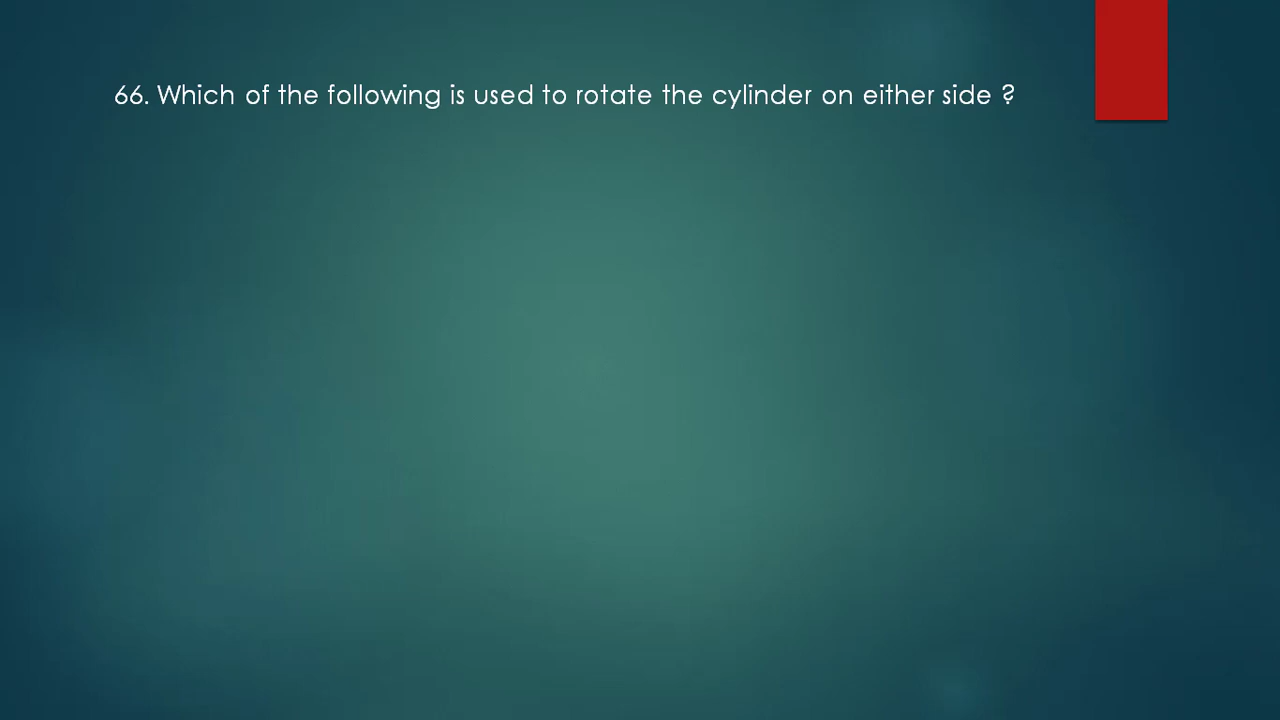 66. Which of the following is used to rotate the cylinder on either side ?